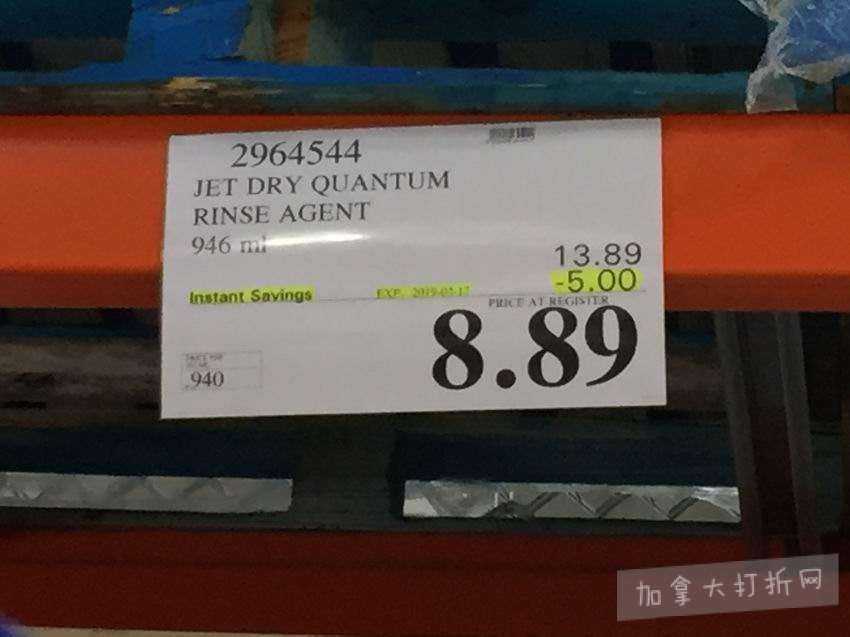 2964544
JET DRY QUANTUM
RINSE AGENT
946 ml
13.89
-5.00
Instant Savings
EXP. 2019-02-17
PRICE AT REGISTER
8.89
.940
加拿大打折网